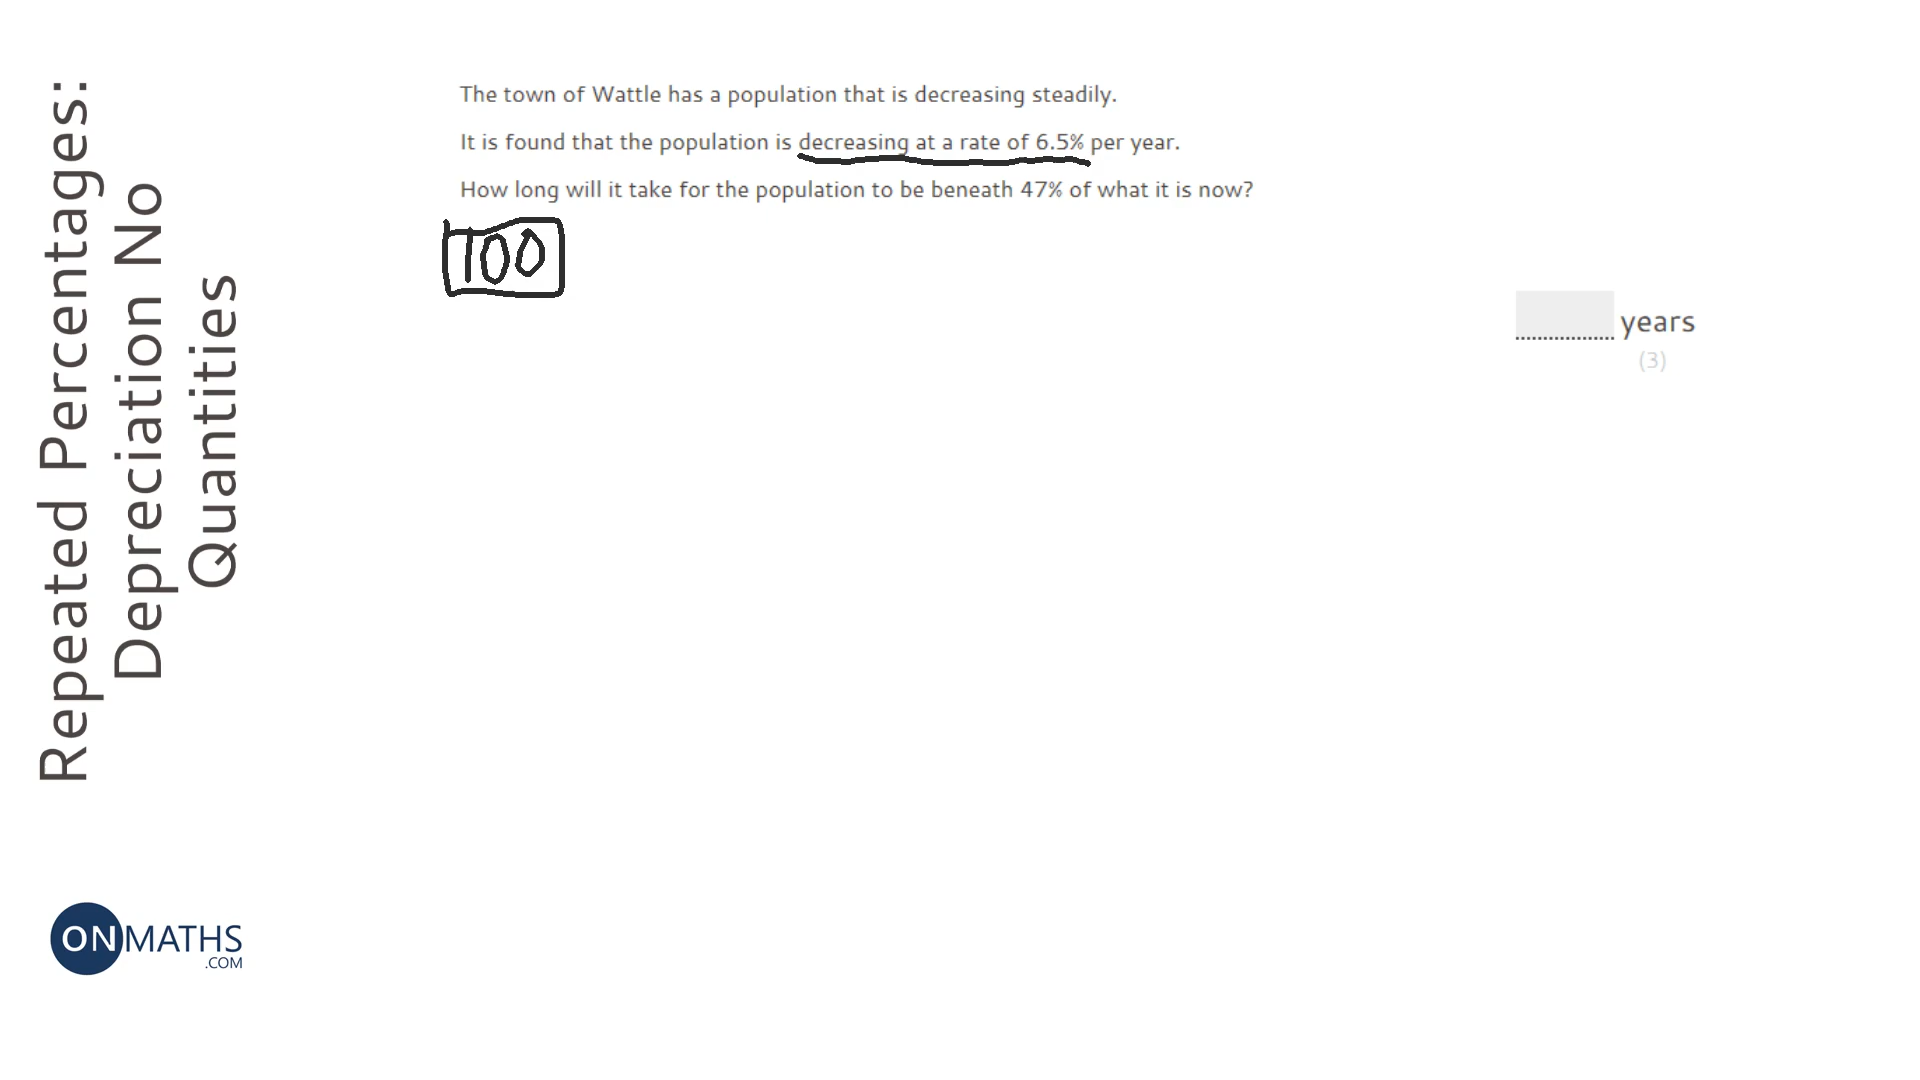 Repeated Percentages:
Depreciation No
Quantities
The town of Wattle has a population that is decreasing steadily.
It is found that the population is decreasing at a rate of 6.5% per year.
How long will it take for the population to be beneath 47% of what it is now?
100
years
(3)
ONMATHS
.COM